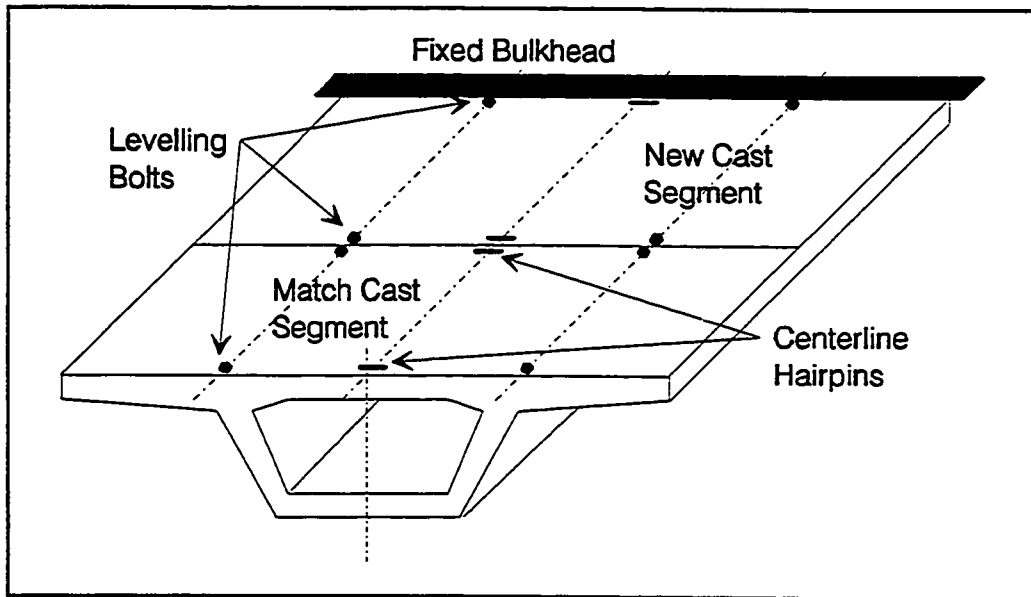 Fixed Bulkhead
Levelling
Bolts
New Cast
Segment
Match Cast
Segment
Centerline
Hairpins